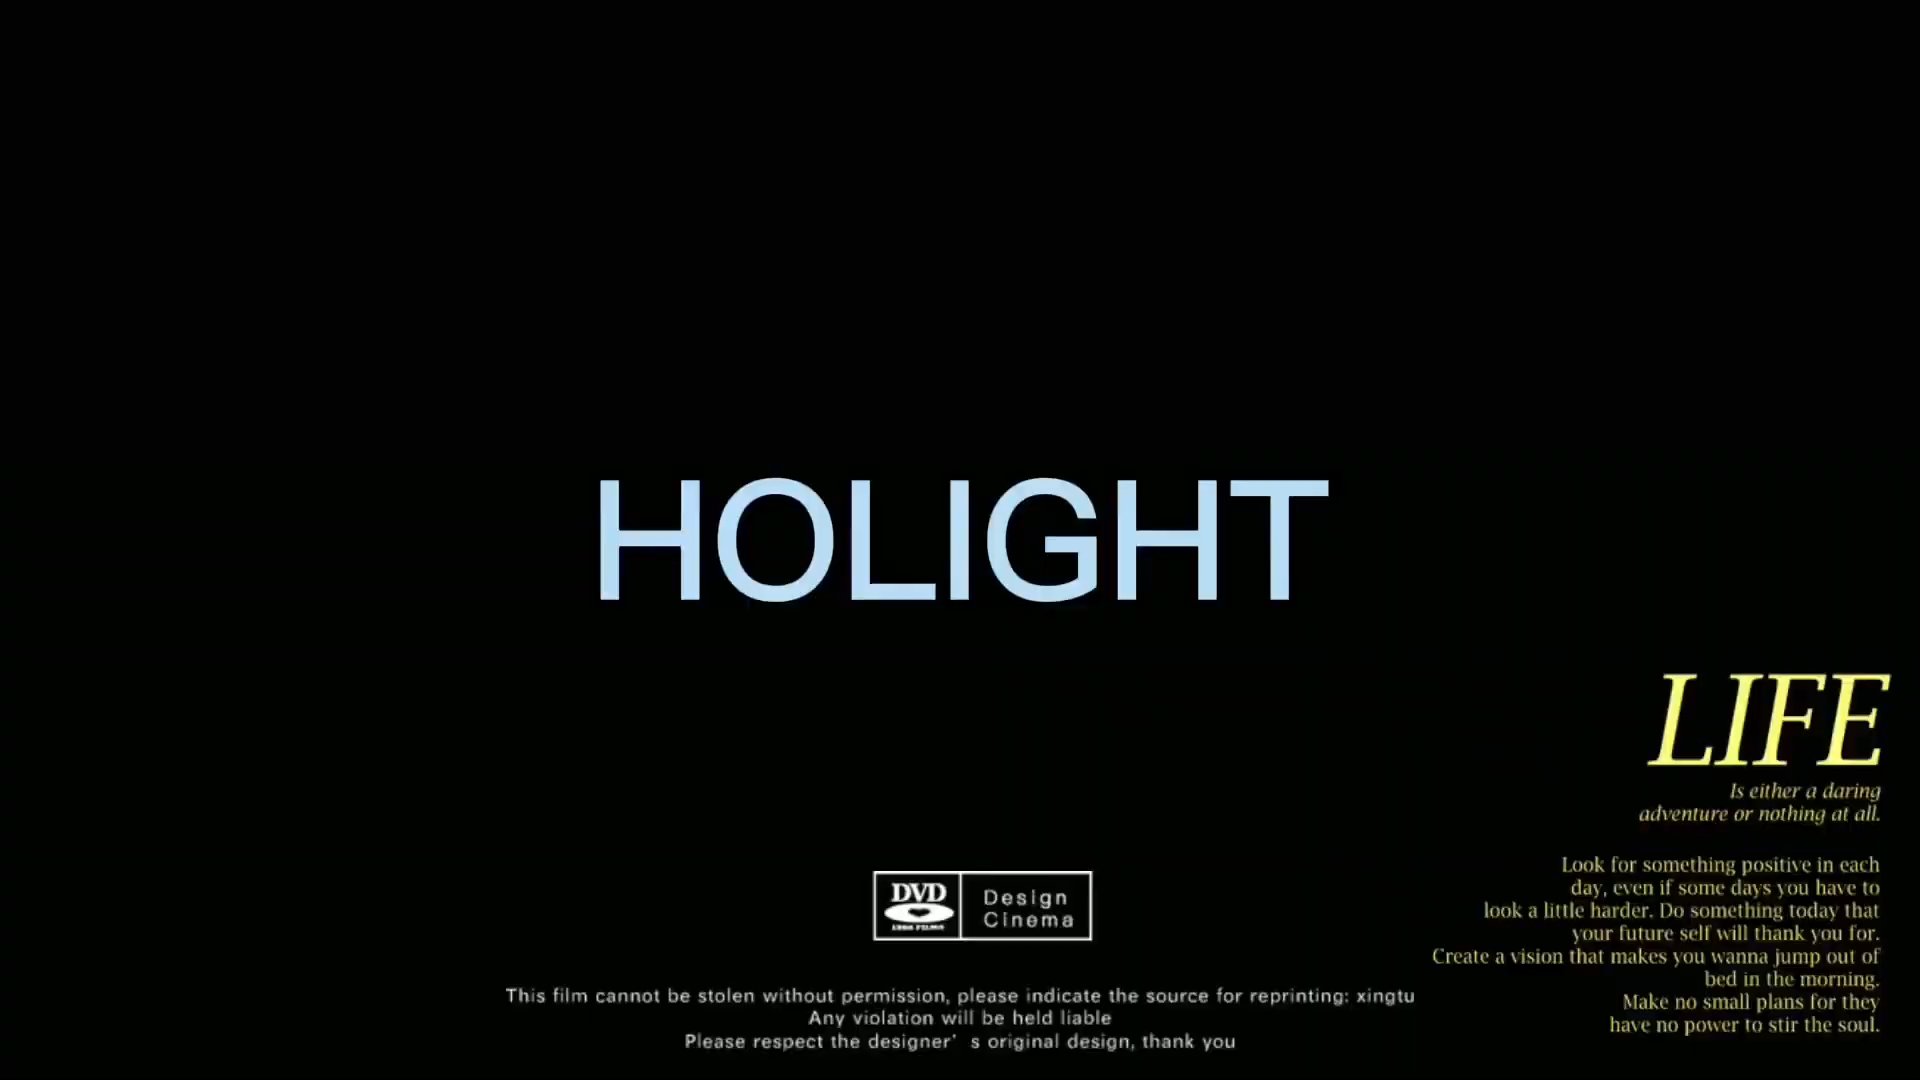 HOLIGHT
LIFE
Is either a daring
adventure or nothing at all.
Look for something positive in each
day, even if some days you have to
look a little harder. Do something today that
your future self will thank you for.
Create a vision that makes you wanna jump out of
bed in the morning.
Make no small plans for they
have no power to stir the soul.
DVD
Design
Cinema
This film cannot be stolen without permission, please indicate the source for reprinting: xingtu
Any violation will be held liable
Please respect the designer's original design, thank you